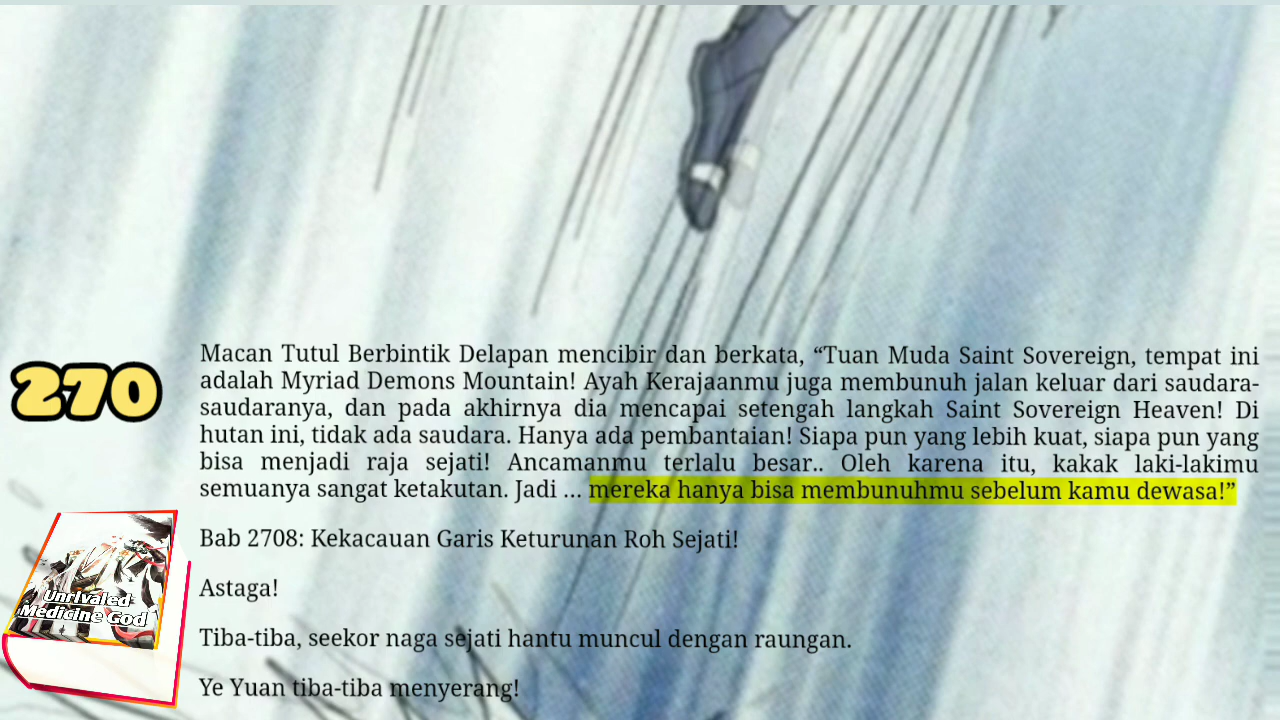 Macan Tutul Berbintik Delapan mencibir dan berkata, “Tuan Muda Saint Sovereign, tempat ini
adalah Myriad Demons Mountain! Ayah Kerajaanmu juga membunuh jalan keluar dari saudara-
saudaranya, dan pada akhirnya dia mencapai setengah langkah Saint Sovereign Heaven! Di
270
hutan ini, tidak ada saudara. Hanya ada pembantaian! Siapa pun yang lebih kuat, siapa pun yang
bisa menjadi raja sejati! Ancamanmu terlalu besar.. Oleh karena itu, kakak laki-lakimu
semuanya sangat ketakutan. Jadi ... mereka hanya bisa membunuhmu sebelum kamu dewasa!”
Bab 2708: Kekacauan Garis Keturunan Roh Sejati!
Astaga!
Unrivaled
Medicine God
Tiba-tiba, seekor naga sejati hantu muncul dengan raungan.
Ye Yuan tiba-tiba menyerang!